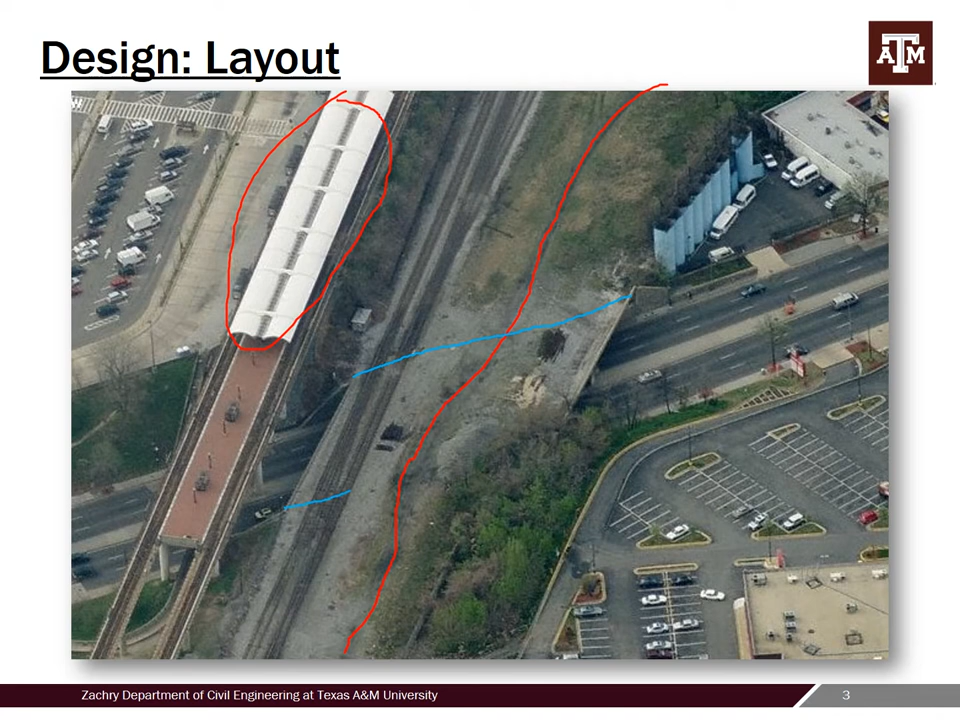 Design: Layout
ATM
Zachry Department of Civil Engineering at Texas A&M University
3